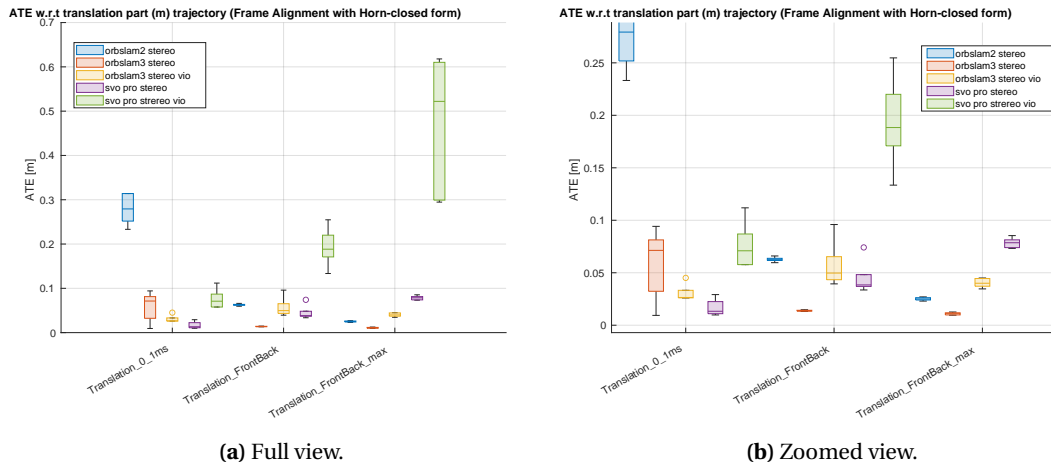 ATE w.r.t translation part (m) trajectory (Frame Alignment with Horn-closed form)
0.7
0.6
0.5
0.4
0.3
0.2
0.1
0
ATE [m]
orbslam2 stereo
orbslam3 stereo
orbslam3 stereo vio
svo pro stereo
svo pro strereo vio
Translation_0_1ms
Translation_FrontBack
Translation_FrontBack_max
(a) Full view.
ATE w.r.t translation part (m) trajectory (Frame Alignment with Horn-closed form)
0.25
0.2
0.15
0.1
0.05
0
ATE [m]
orbslam2 stereo
orbslam3 stereo
orbslam3 stereo vio
svo pro stereo
svo pro strereo vio
Translation_0_1ms
Translation_FrontBack
Translation_FrontBack_max
(b) Zoomed view.